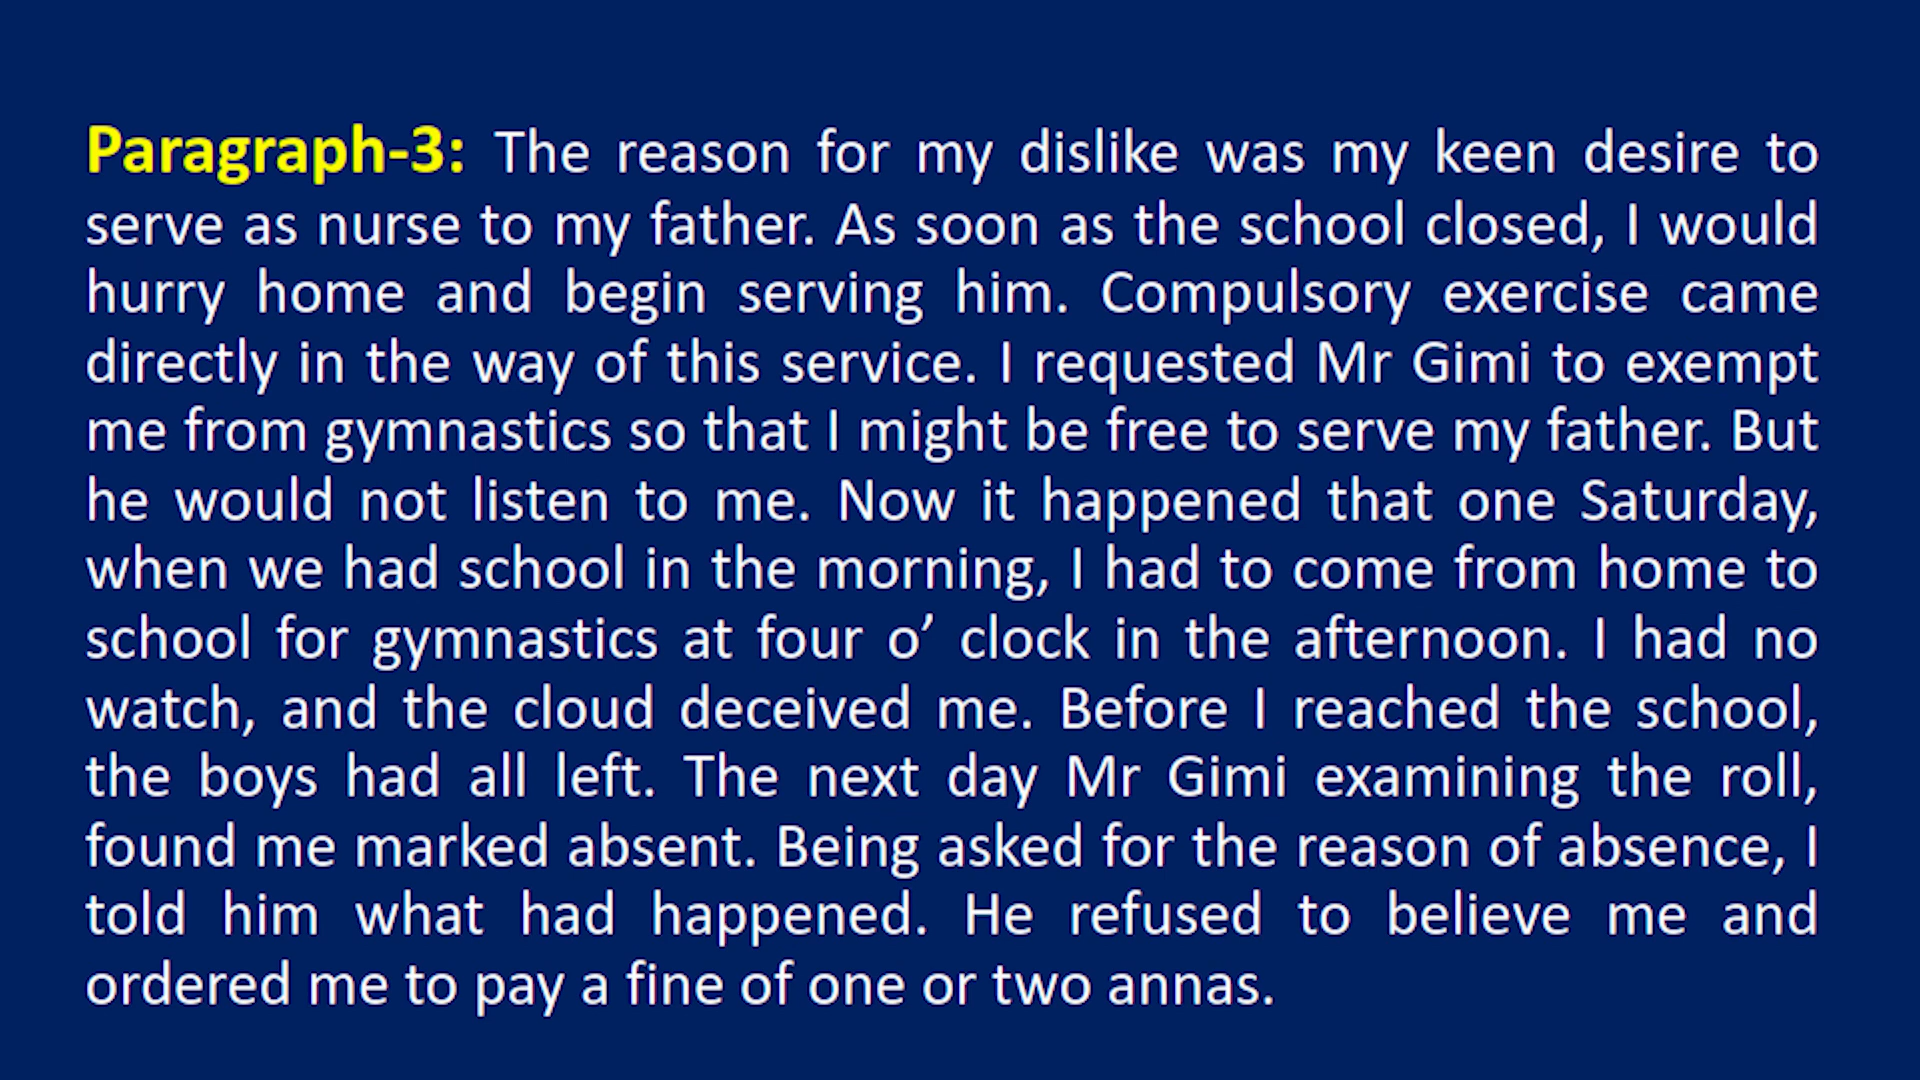 Paragraph-3: The reason for my dislike was my keen desire to
serve as nurse to my father. As soon as the school closed, I would
hurry home and begin serving him. Compulsory exercise came
directly in the way of this service. I requested Mr Gimi to exempt
me from gymnastics so that I might be free to serve my father. But
he would not listen to me. Now it happened that one Saturday,
when we had school in the morning, I had to come from home to
school for gymnastics at four o’ clock in the afternoon. I had no
watch, and the cloud deceived me. Before I reached the school,
the boys had all left. The next day Mr Gimi examining the roll,
found me marked absent. Being asked for the reason of absence, I
told him what had happened. He refused to believe me and
ordered me to pay a fine of one or two annas.